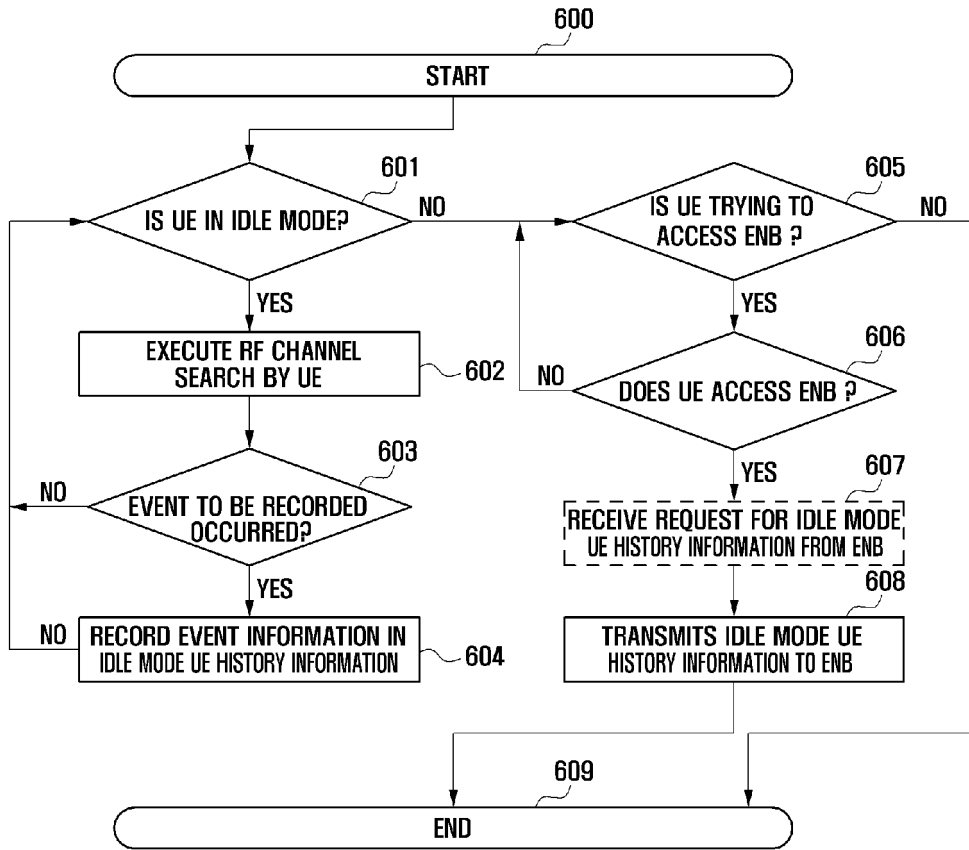 600
START
601
IS UE IN IDLE MODE?
NO
YES
EXECUTE RF CHANNEL
SEARCH BY UE
602
603
EVENT TO BE RECORDED
OCCURRED?
NO
YES
RECORD EVENT INFORMATION IN
IDLE MODE UE HISTORY INFORMATION
604
NO
605
IS UE TRYING TO
ACCESS ENB ?
NO
YES
606
DOES UE ACCESS ENB ?
NO
YES
607
RECEIVE REQUEST FOR IDLE MODE
UE HISTORY INFORMATION FROM ENB
608
TRANSMITS IDLE MODE UE
HISTORY INFORMATION TO ENB
609
END